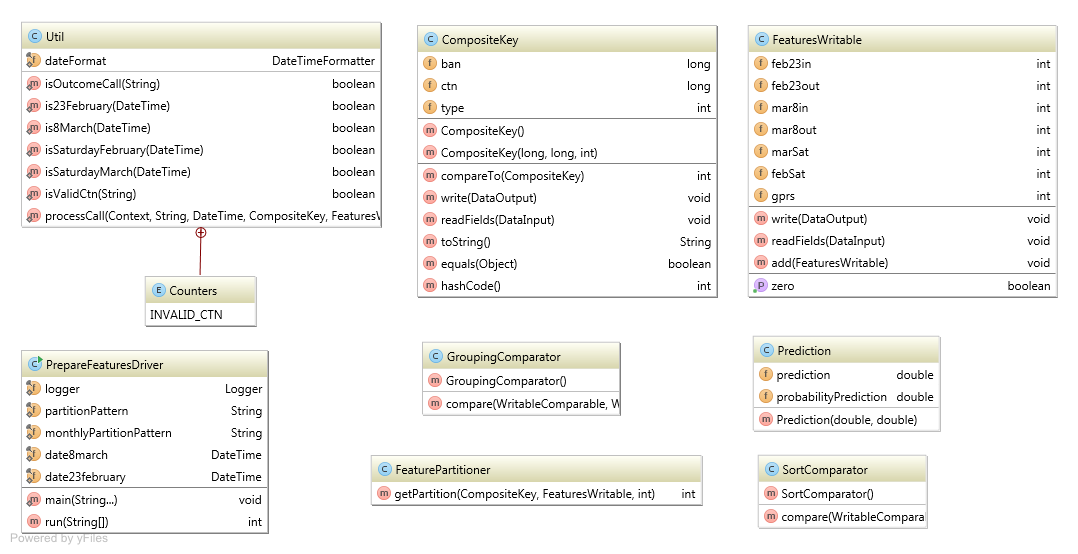 C Util
f dateFormat DateTimeFormatter
m isOutcomeCall(String) boolean
m is23February(DateTime) boolean
m is8March(DateTime) boolean
m isSaturdayFebruary(DateTime) boolean
m isSaturdayMarch(DateTime) boolean
m isValidCtn(String) boolean
m processCall(Context, String, DateTime, CompositeKey, Features
E Counters
INVALID_CTN
C PrepareFeaturesDriver
f logger Logger
f partitionPattern String
f monthlyPartitionPattern String
f date8march DateTime
f date23february DateTime
m main(String...) void
m run(String[]) int
C CompositeKey
f ban long
f ctn long
f type int
m CompositeKey()
m CompositeKey(long, long, int)
m compareTo(CompositeKey) int
m write(DataOutput) void
m readFields(DataInput) void
m toString() String
m equals(Object) boolean
m hashCode() int
C GroupingComparator
m GroupingComparator()
m compare(WritableComparable, W
C FeaturePartitioner
m getPartition(CompositeKey, FeaturesWritable, int) int
C FeaturesWritable
f feb23in int
f feb23out int
f mar8in int
f mar8out int
f marSat int
f febSat int
f gprs int
m write(DataOutput) void
m readFields(DataInput) void
m add(FeaturesWritable) void
p zero boolean
C Prediction
f prediction double
f probabilityPrediction double
m Prediction(double, double)
C SortComparator
m SortComparator()
m compare(WritableCompara
Powered by yFiles